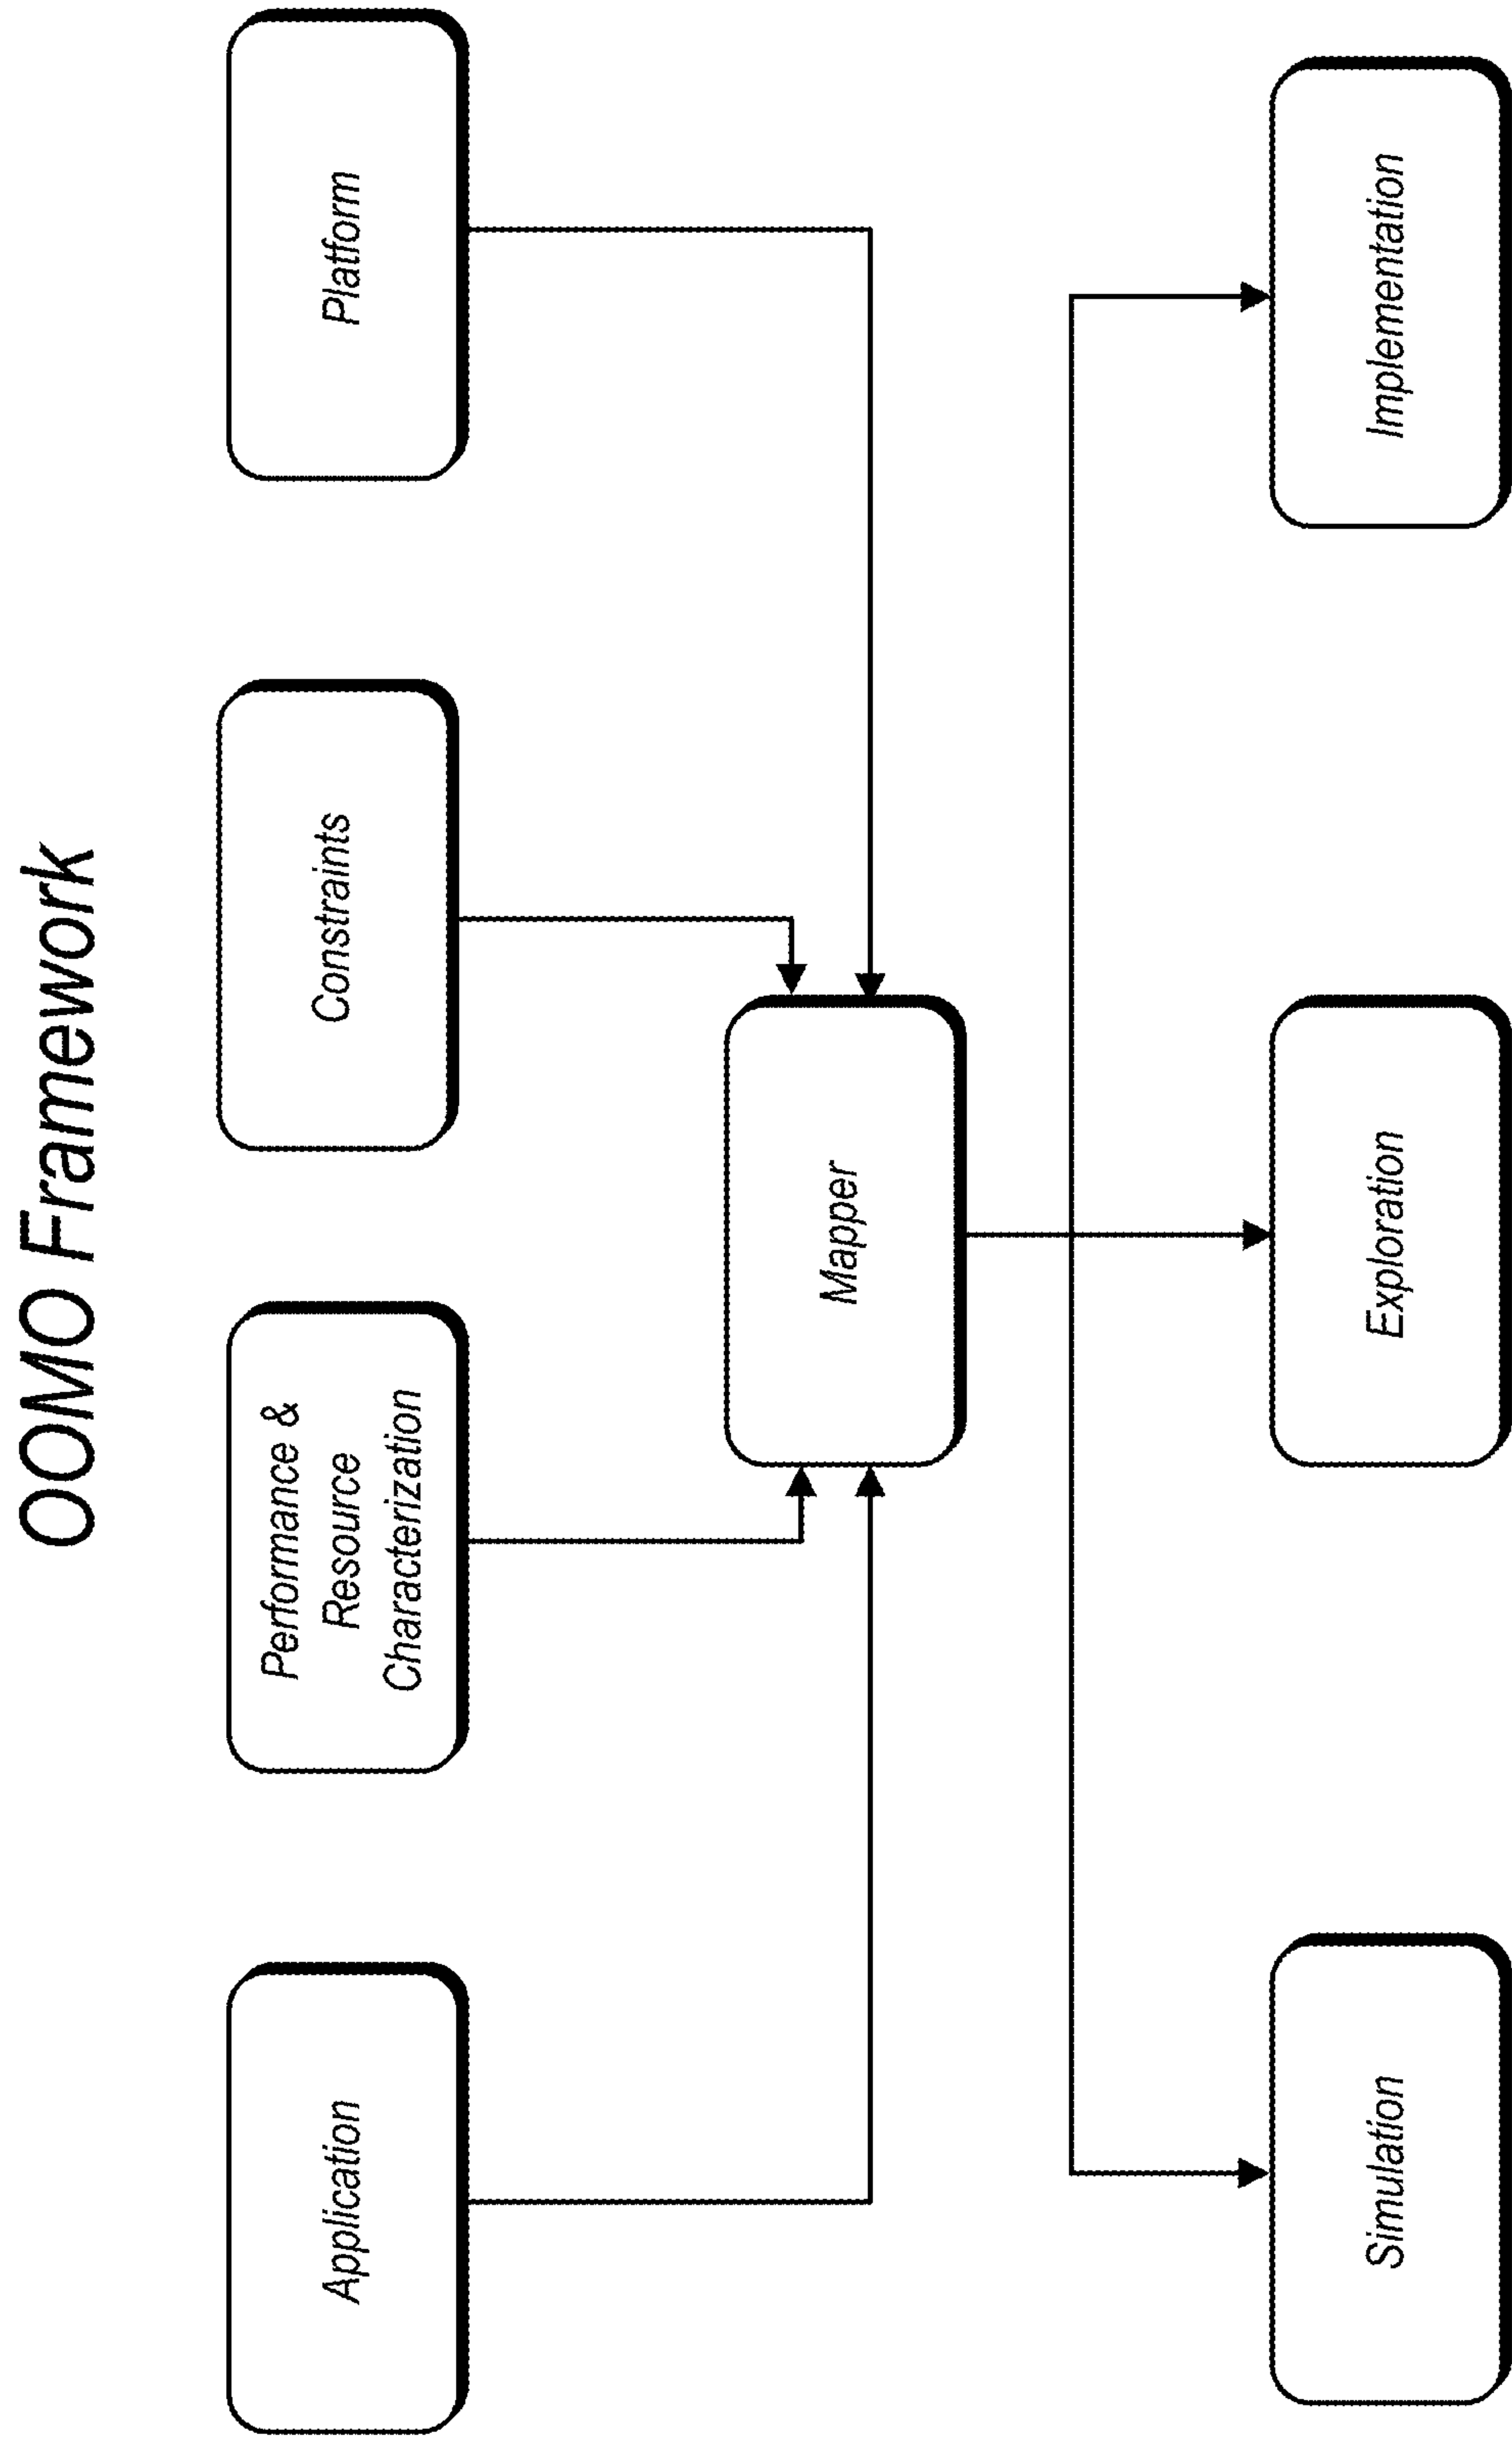 OOMO Framework
Application
Performance &
Resource
Characterization
Constraints
Platform
Mapper
Simulation
Exploration
Implementation